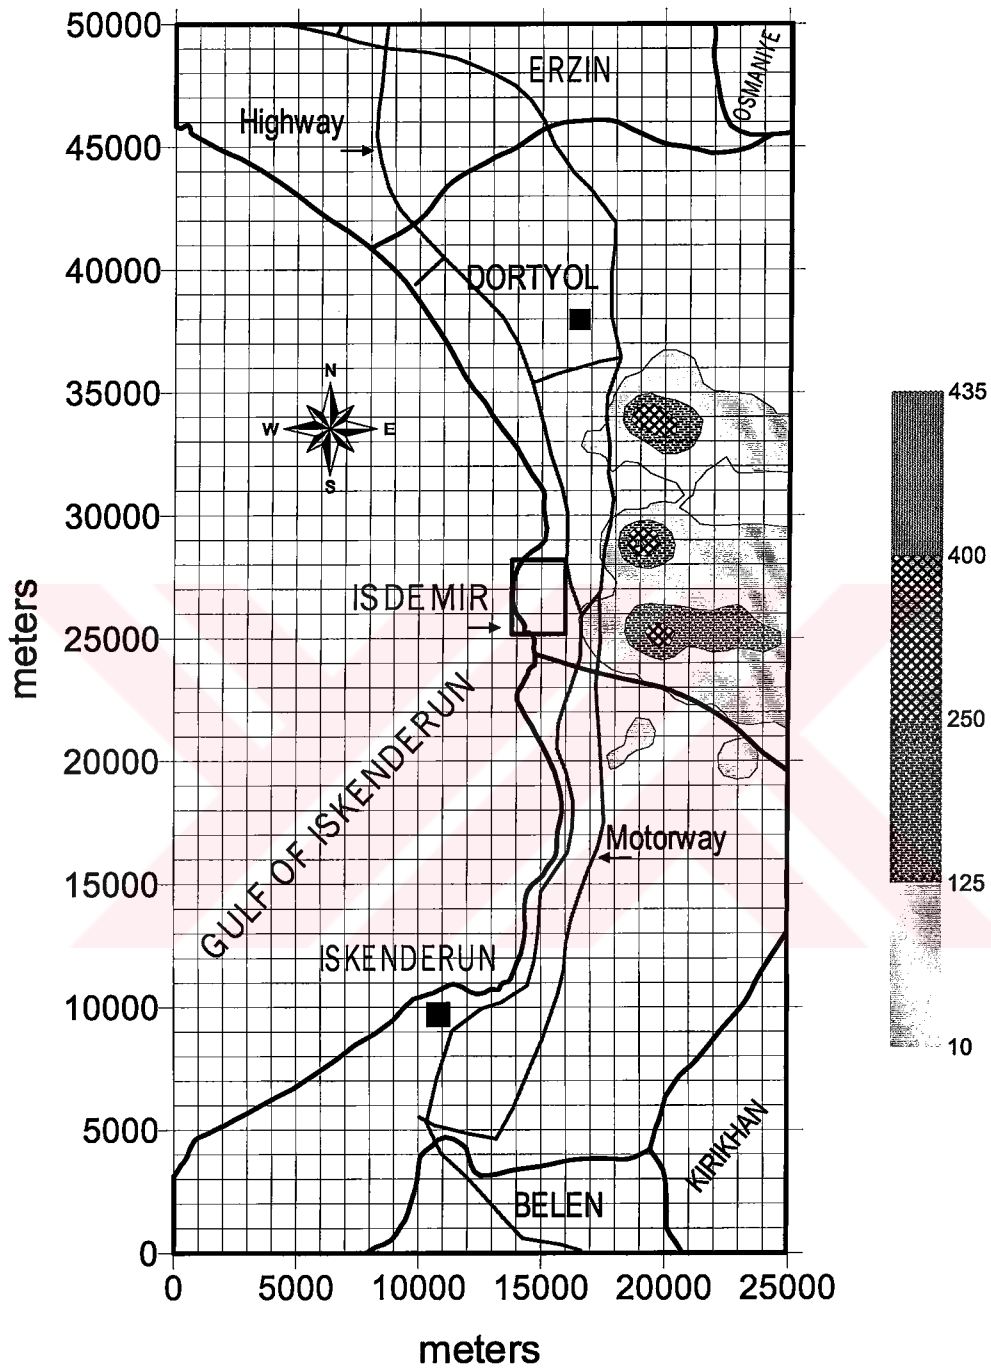 50000
45000
40000
35000
30000
25000
20000
15000
10000
5000
0
meters
0
5000
10000
15000
20000
25000
meters
ERZIN
OSMANIYE
Highway
DORTYOL
N
W
E
S
ISDEMIR
GULF OF ISKENDERUN
Motorway
ISKENDERUN
KIRIKHAN
BELEN
435
400
250
125
10